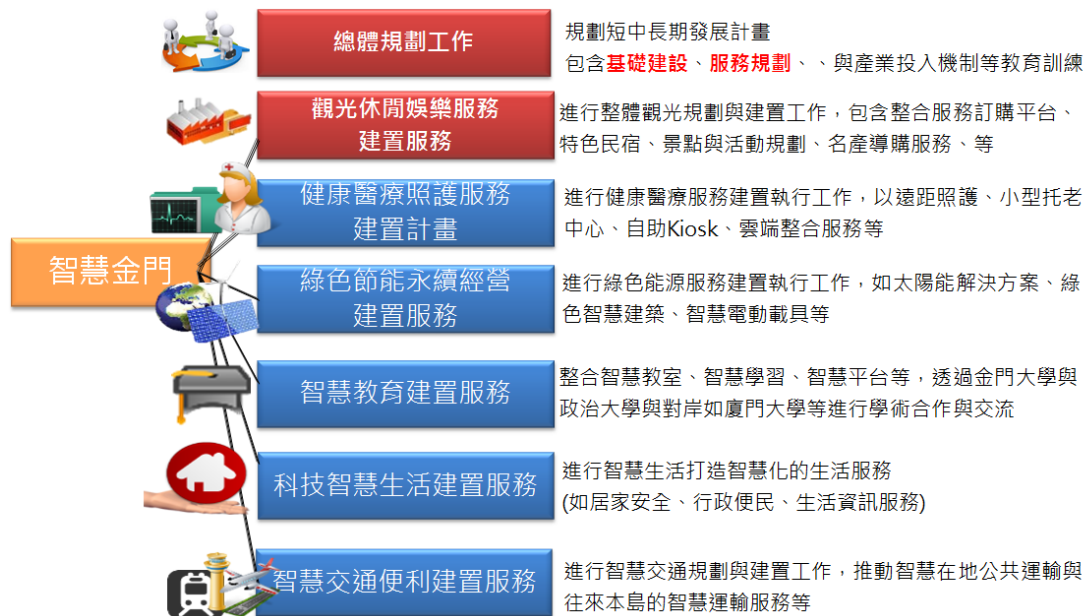 總體規劃工作
規劃短中長期發展計畫
包含基礎建設、服務規劃、、與產業投入機制等教育訓練
觀光休閒娛樂服務
建置服務
進行整體觀光規劃與建置工作，包含整合服務訂購平台、
特色民宿、景點與活動規劃、名產導購服務、等
健康醫療照護服務
建置計畫
進行健康醫療服務建置執行工作，以遠距照護、小型托老
中心、自助Kiosk、雲端整合服務等
智慧金門
綠色節能永續經營
建置服務
進行綠色能源服務建置執行工作，如太陽能解決方案、綠
色智慧建築、智慧電動載具等
智慧教育建置服務
整合智慧教室、智慧學習、智慧平台等，透過金門大學與
政治大學與對岸如廈門大學等進行學術合作與交流
科技智慧生活建置服務
進行智慧生活打造智慧化的生活服務
(如居家安全、行政便民、生活資訊服務)
智慧交通便利建置服務
進行智慧交通規劃與建置工作，推動智慧在地公共運輸與
往來本島的智慧運輸服務等